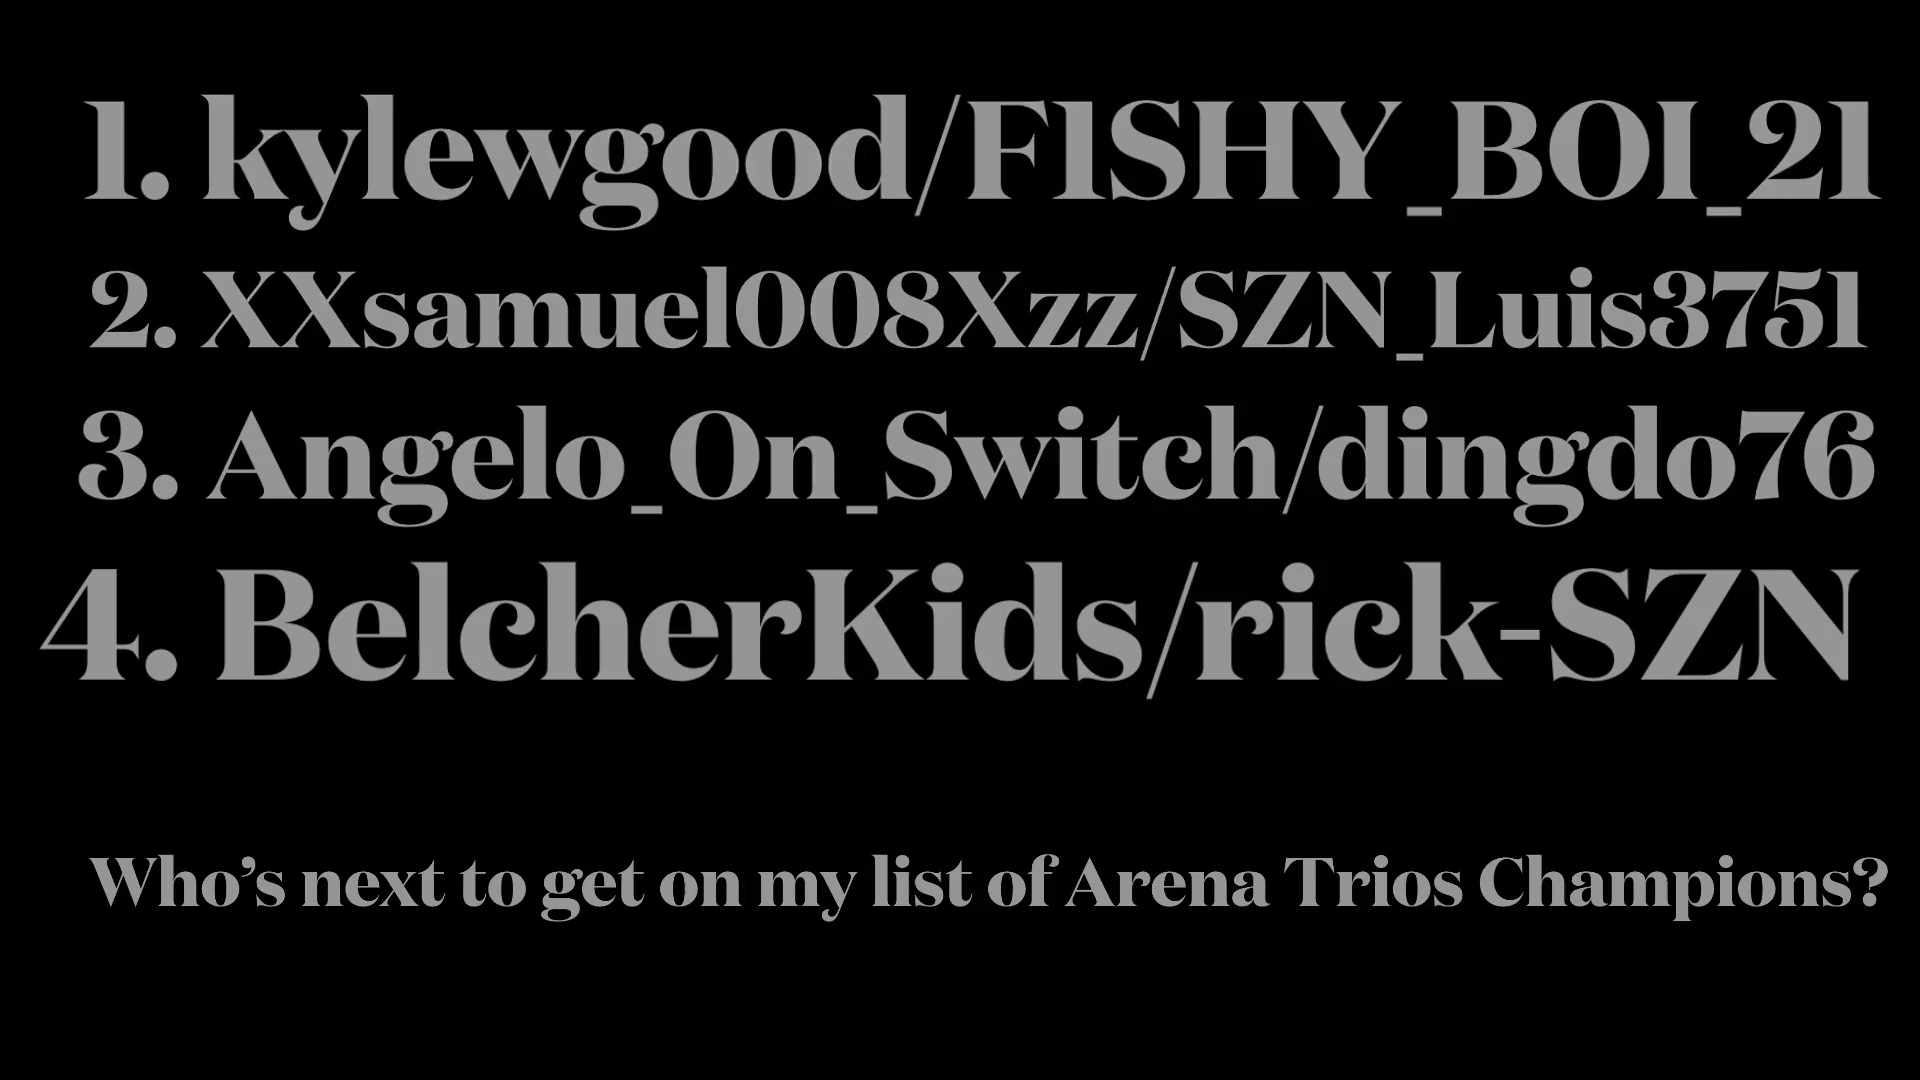 1. kylewgood/F1SHY_BOI_21
2. XXsamuel008Xzz/SZN_Luis3751
3. Angelo_On_Switch/dingdo76
4. BelcherKids/rick-SZN
Who’s next to get on my list of Arena Trios Champions?